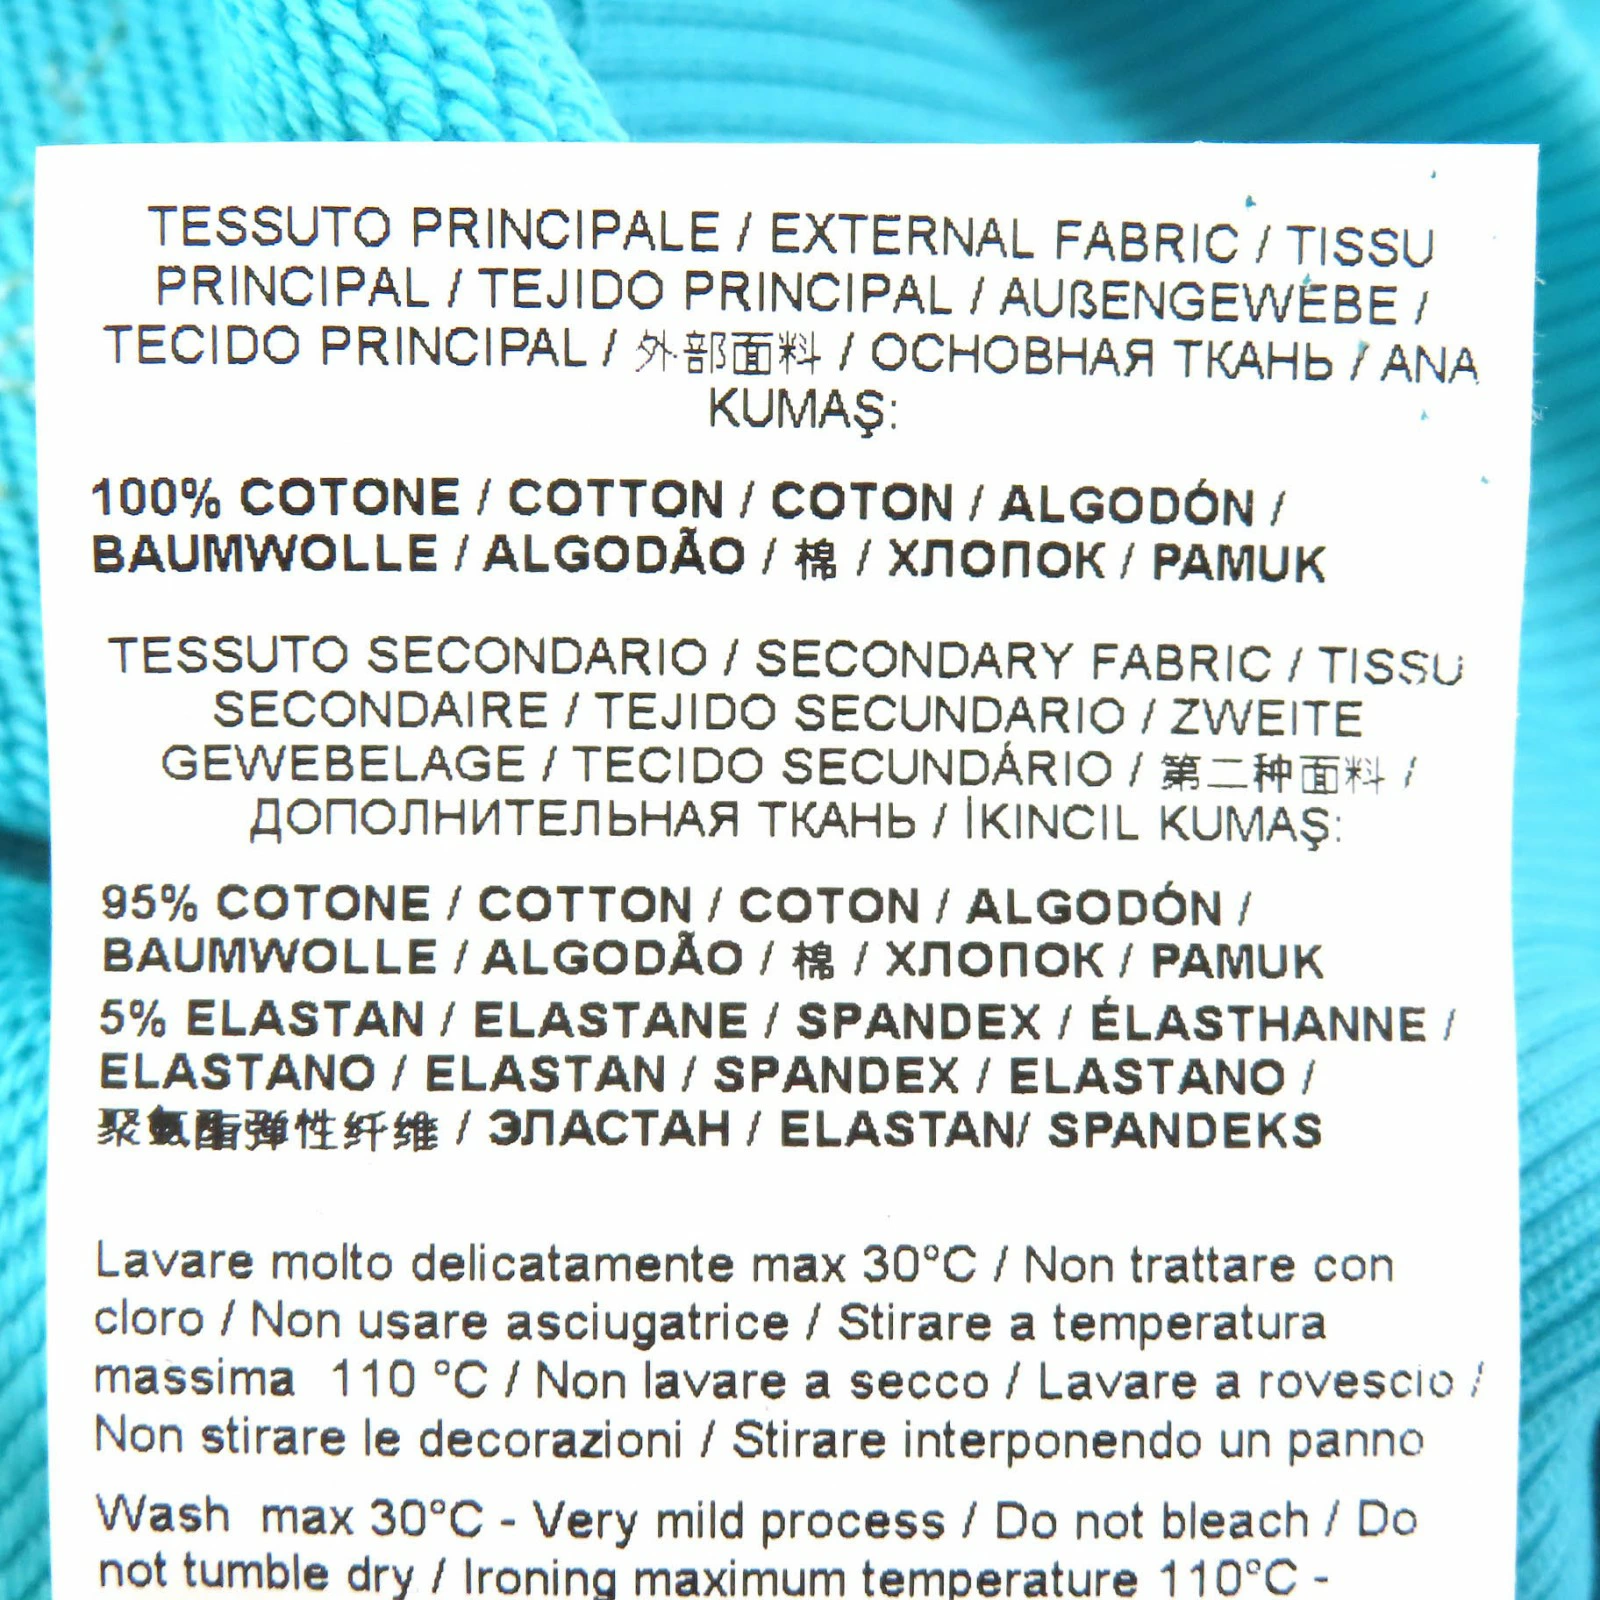 TESSUTO PRINCIPALE / EXTERNAL FABRIC / TISSU
PRINCIPAL / TEJIDO PRINCIPAL / AUßENGEWEBE /
TECIDO PRINCIPAL / 外部面料 / ОСНОВНАЯ ТКАНЬ / ANA
KUMAŞ:
100% COTONE / COTTON / COTON / ALGODÓN /
BAUMWOLLE / ALGODÃO / 棉 / ХЛОПОК / PAMUK
TESSUTO SECONDARIO / SECONDARY FABRIC / TISSU
SECONDAIRE / TEJIDO SECUNDARIO / ZWEITE
GEWEBELAGE / TECIDO SECUNDÁRIO / 第二种面料 /
ДОПОЛНИТЕЛЬНАЯ ТКАНЬ / İKINCIL KUMAŞ:
95% COTONE / COTTON / COTON / ALGODÓN /
BAUMWOLLE / ALGODÃO / 棉 / ХЛОПОК / PAMUK
5% ELASTAN / ELASTANE / SPANDEX / ÉLASTHANNE /
ELASTANO / ELASTAN / SPANDEX / ELASTANO /
聚氨酯弹性纤维 / ЭЛАСТАН / ELASTAN/ SPANDEKS
Lavare molto delicatamente max 30°C / Non trattare con
cloro / Non usare asciugatrice / Stirare a temperatura
massima 110 °C / Non lavare a secco / Lavare a rovescio /
Non stirare le decorazioni / Stirare interponendo un panno
Wash max 30°C - Very mild process / Do not bleach / Do
not tumble dry / Ironing maximum temperature 110°C -